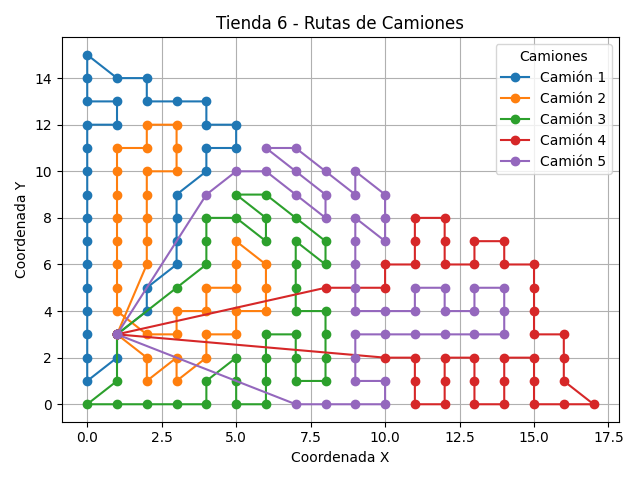 Tienda 6 - Rutas de Camiones
Camiones
Camión 1
Camión 2
Camión 3
Camión 4
Camión 5
Coordenada Y
14
12
10
8
6
4
2
0
0.0 2.5 5.0 7.5 10.0 12.5 15.0 17.5
Coordenada X